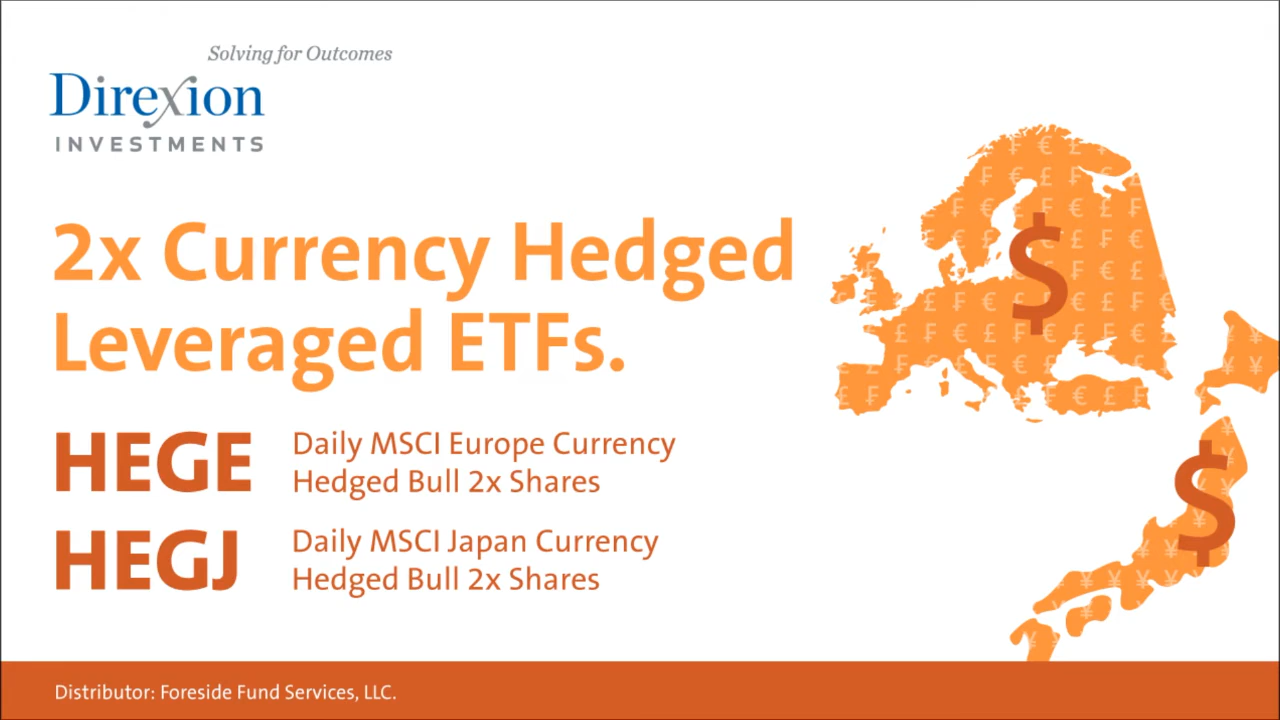 Solving for Outcomes
Direxion
INVESTMENTS
2x Currency Hedged
Leveraged ETFs.
HEGE
Daily MSCI Europe Currency
Hedged Bull 2x Shares
HEGJ
Daily MSCI Japan Currency
Hedged Bull 2x Shares
$
$
Distributor: Foreside Fund Services, LLC.